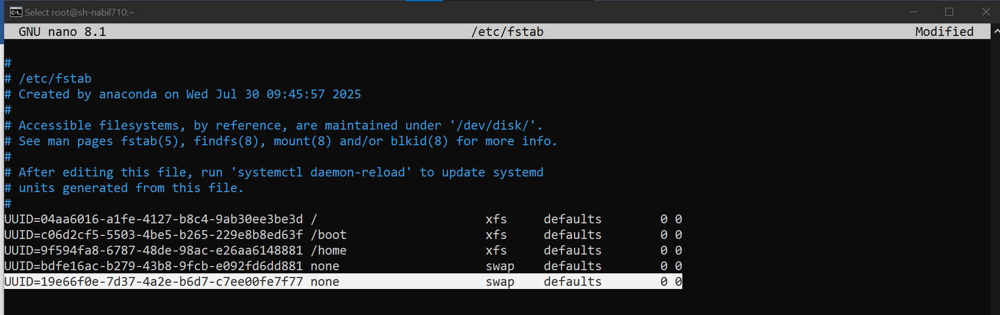 Select root@sh-nabil710:~
GNU nano 8.1 /etc/fstab Modified
#
# /etc/fstab
# Created by anaconda on Wed Jul 30 09:45:57 2025
#
# Accessible filesystems, by reference, are maintained under '/dev/disk/'.
# See man pages fstab(5), findfs(8), mount(8) and/or blkid(8) for more info.
#
# After editing this file, run 'systemctl daemon-reload' to update systemd
# units generated from this file.
#
UUID=04aa6016-a1fe-4127-b8c4-9ab30ee3be3d / xfs defaults 0 0
UUID=c06d2cf5-5503-4be5-b265-229e8b8ed63f /boot xfs defaults 0 0
UUID=9f594fa8-6787-48de-98ac-e26aa6148881 /home xfs defaults 0 0
UUID=bdfe16ac-b279-43b8-9fcb-e092fd6dd881 none swap defaults 0 0
UUID=19e66f0e-7d37-4a2e-b6d7-c7ee00fe7f77 none swap defaults 0 0